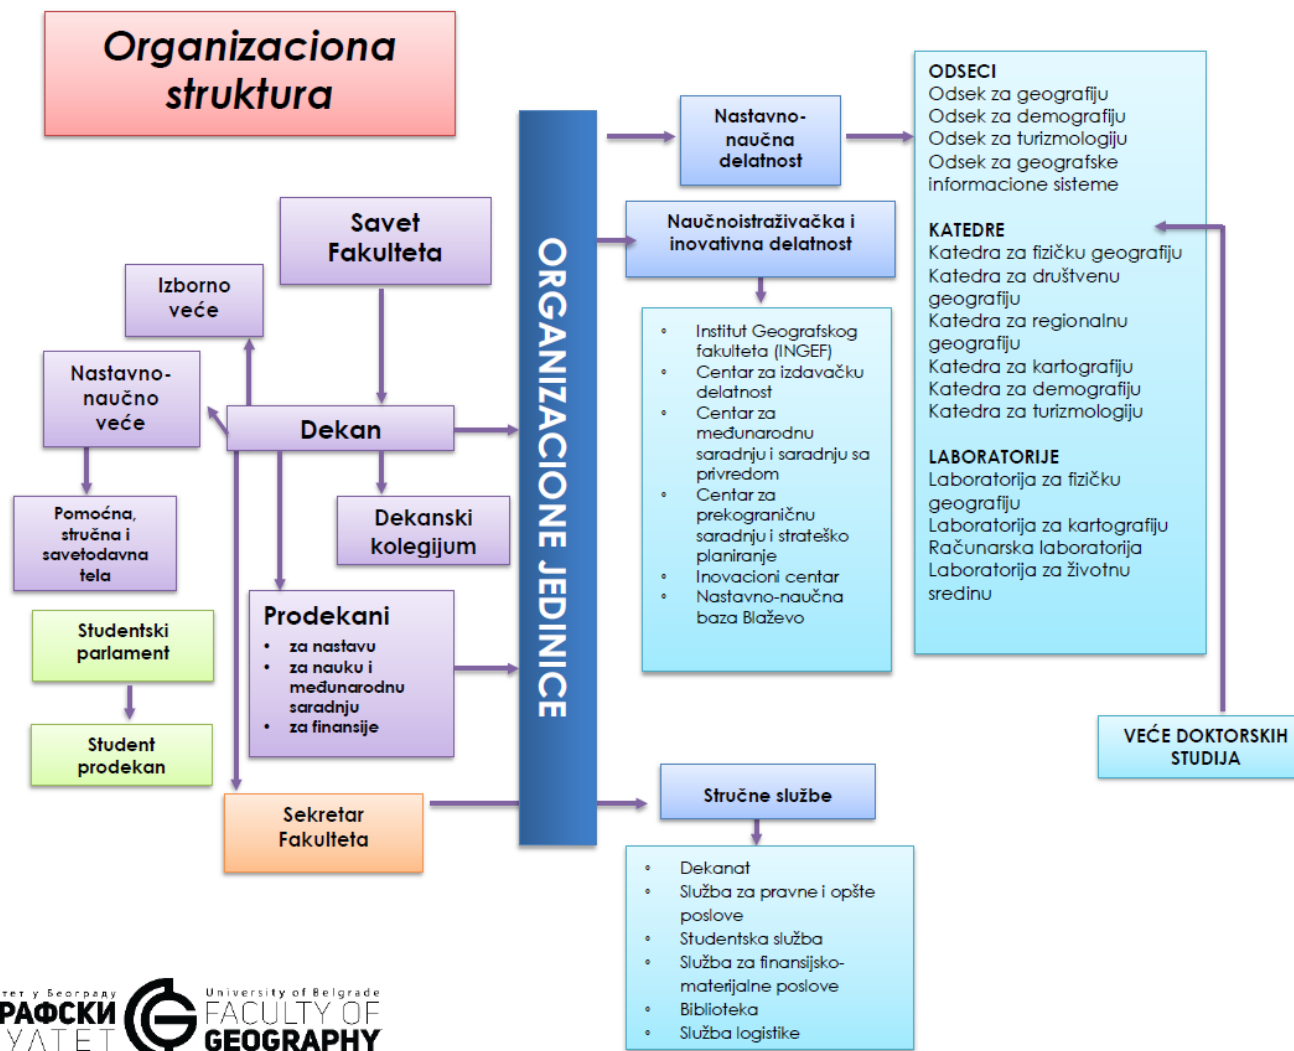 Organizaciona
struktura
Savet
Fakulteta
Izborno
veće
Nastavno-
naučno
veće
Dekan
Pomoćna,
stručna i
savetodavna
tela
Dekanski
kolegijum
Studentski
parlament
Student
prodekan
Prodekani
• za nastavu
• za nauku i
međunarodnu
saradnju
• za finansije
Sekretar
Fakulteta
ORGANIZACIONE JEDINICE
Nastavno-
naučna
delatnost
Naučnoistraživačka i
inovativna delatnost
◦ Institut Geografskog
fakulteta (INGEF)
◦ Centar za izdavačku
delatnost
◦ Centar za
međunarodnu
saradnju i saradnju sa
privredom
◦ Centar za
prekograničnu
saradnju i strateško
planiranje
◦ Inovacioni centar
◦ Nastavno-naučna
baza Blaževo
Stručne službe
◦ Dekanat
◦ Služba za pravne i opšte
poslove
◦ Studentska služba
◦ Služba za finansijsko-
materijalne poslove
◦ Biblioteka
◦ Služba logistike
ODSECI
Odsek za geografiju
Odsek za demografiju
Odsek za turizmologiju
Odsek za geografske
informacione sisteme
KATEDRE
Katedra za fizičku geografiju
Katedra za društvenu
geografiju
Katedra za regionalnu
geografiju
Katedra za kartografiju
Katedra za demografiju
Katedra za turizmologiju
LABORATORIJE
Laboratorija za fizičku
geografiju
Laboratorija za kartografiju
Računarska laboratorija
Laboratorija za životnu
sredinu
VEĆE DOKTORSKIH
STUDIJA
тет у Београду
РАФСКИ
УЛТЕТ
University of Belgrade
FACULTY OF
GEOGRAPHY